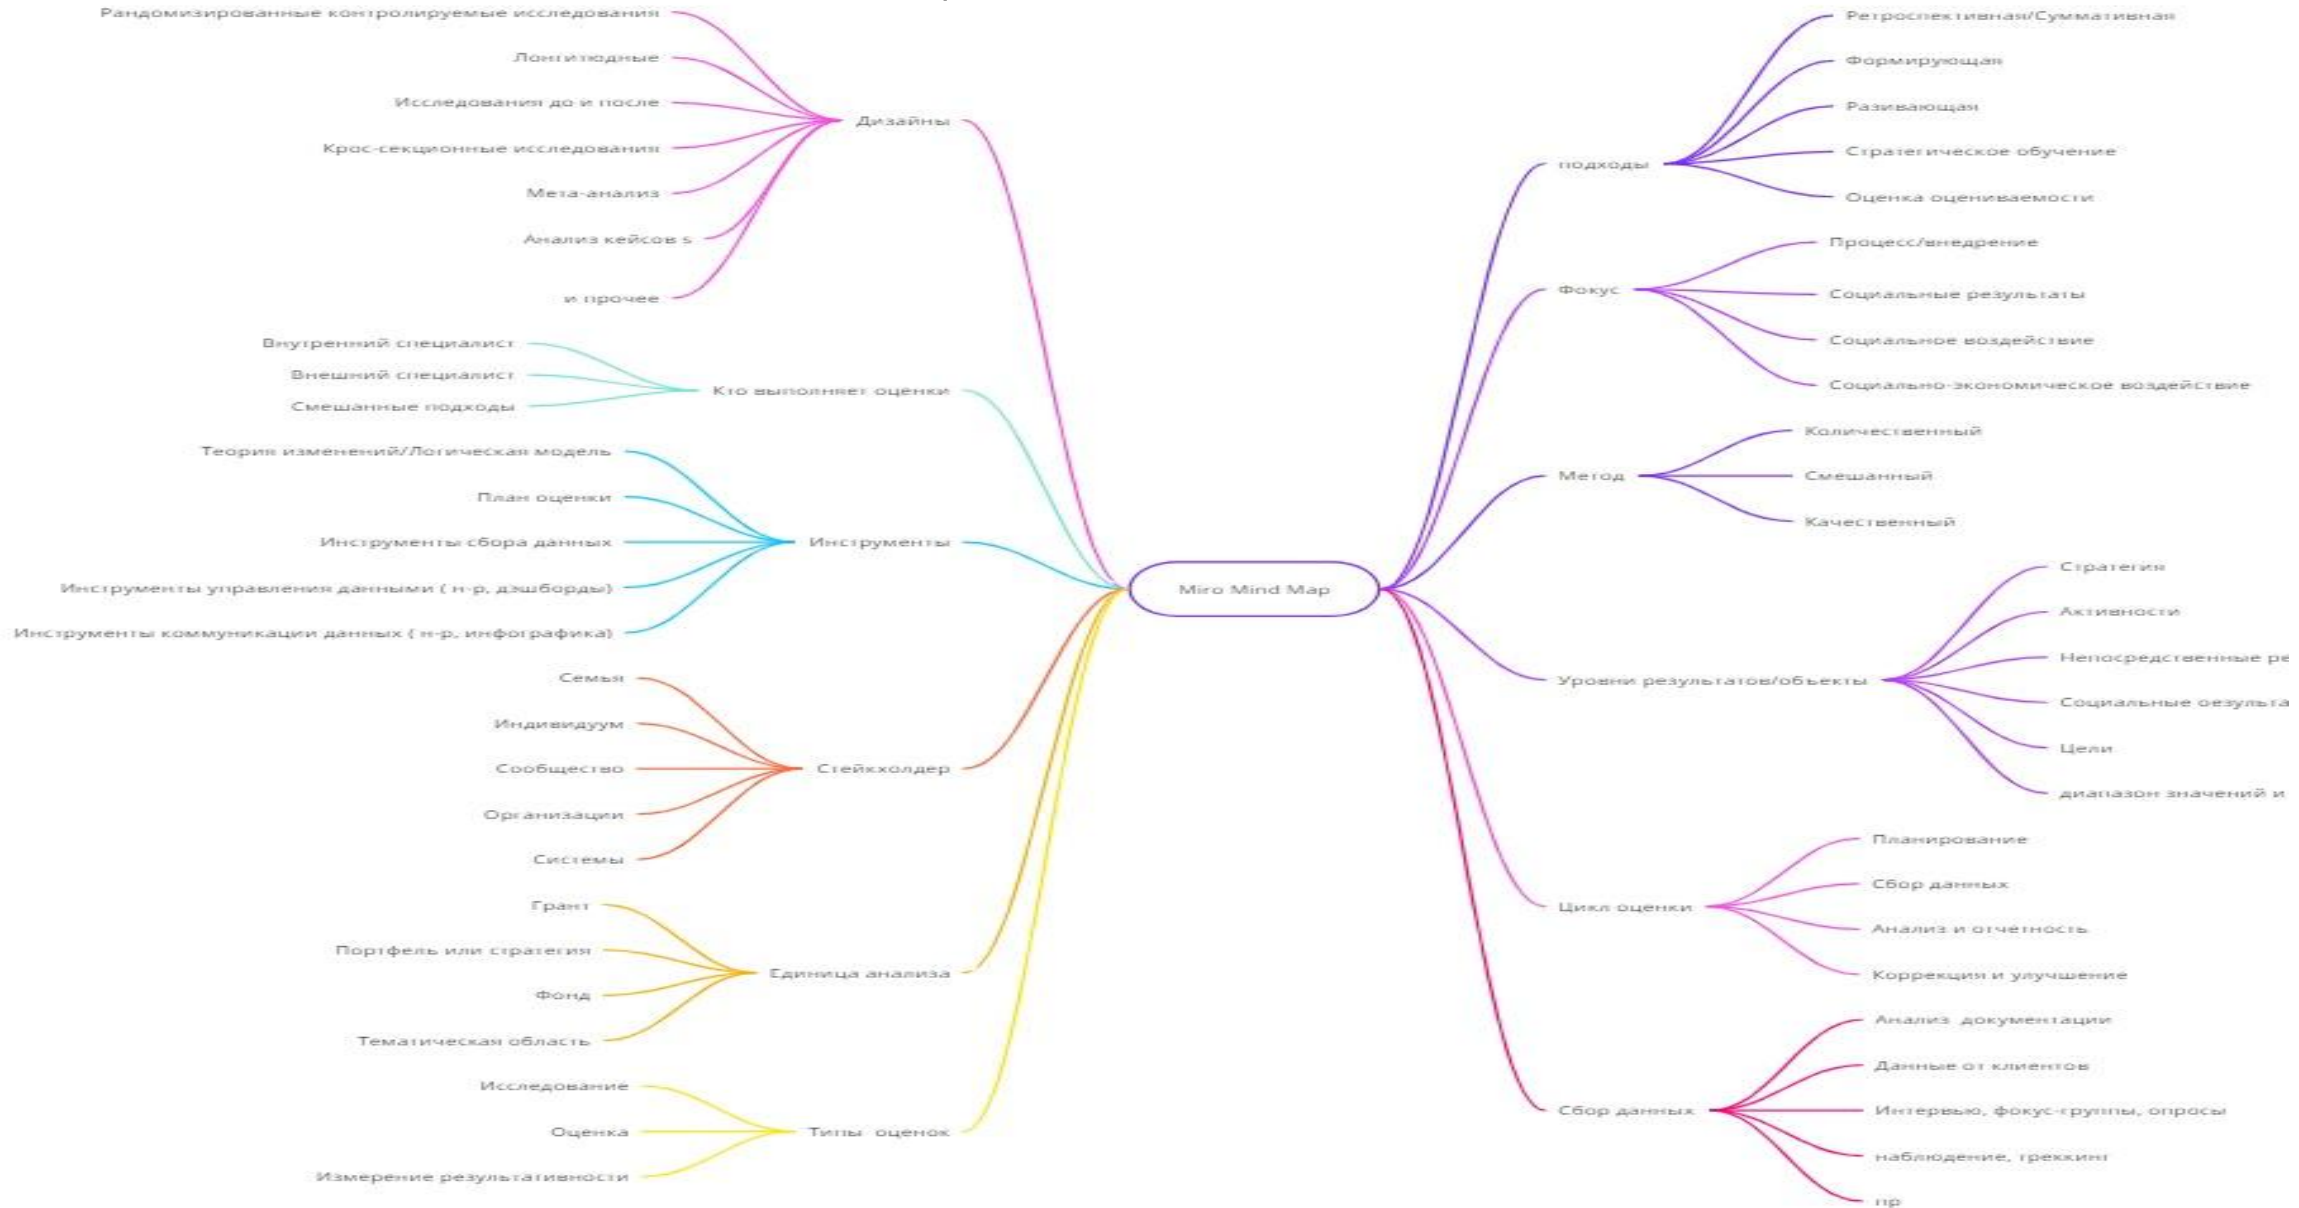 Рандомизированные контролируемые исследования
Лонгитюдные
Исследования до и после
Крос-секционные исследования
Мета-анализ
Анализ кейсов s
и прочее
Дизайны
Внутренний специалист
Внешний специалист
Смешанные подходы
Кто выполняет оценки
Теория изменений/Логическая модель
План оценки
Инструменты сбора данных
Инструменты управления данными ( н-р, дэшборды)
Инструменты коммуникации данных ( н-р, инфографика)
Инструменты
Семья
Индивидуум
Сообщество
Организации
Системы
Стейкхолдер
Грант
Портфель или стратегия
Фонд
Тематическая область
Единица анализа
Исследование
Оценка
Измерение результативности
Типы оценок
Miro Mind Map
подходы
Ретроспективная/Суммативная
Формирующая
Разивающая
Стратегическое обучение
Оценка оцениваемости
Фокус
Процесс/внедрение
Социальные результаты
Социальное воздействие
Социально-экономическое воздействие
Метод
Количественный
Смешанный
Качественный
Уровни результатов/объекты
Стратегия
Активности
Непосредственные ре
Социальные оезульта
Цели
диапазон значений и
Цикл оценки
Планирование
Сбор данных
Анализ и отчетность
Коррекция и улучшение
Сбор данных
Анализ документации
Данные от клиентов
Интервью, фокус-группы, опросы
наблюдение, треккинг
пр